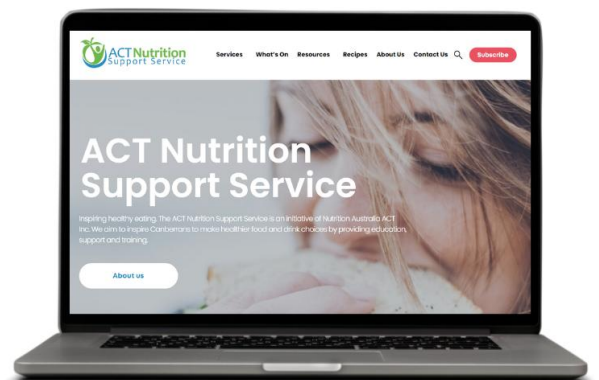 ACT Nutrition
Support Service
Services What's On Resources Recipes About Us Contact Us Subscribe
ACT Nutrition
Support Service
Inspiring healthy eating. The ACT Nutrition Support Service is an initiative of Nutrition Australia ACT
Inc. We aim to inspire Canberrans to make healthier food and drink choices by providing education,
support and training.
About us